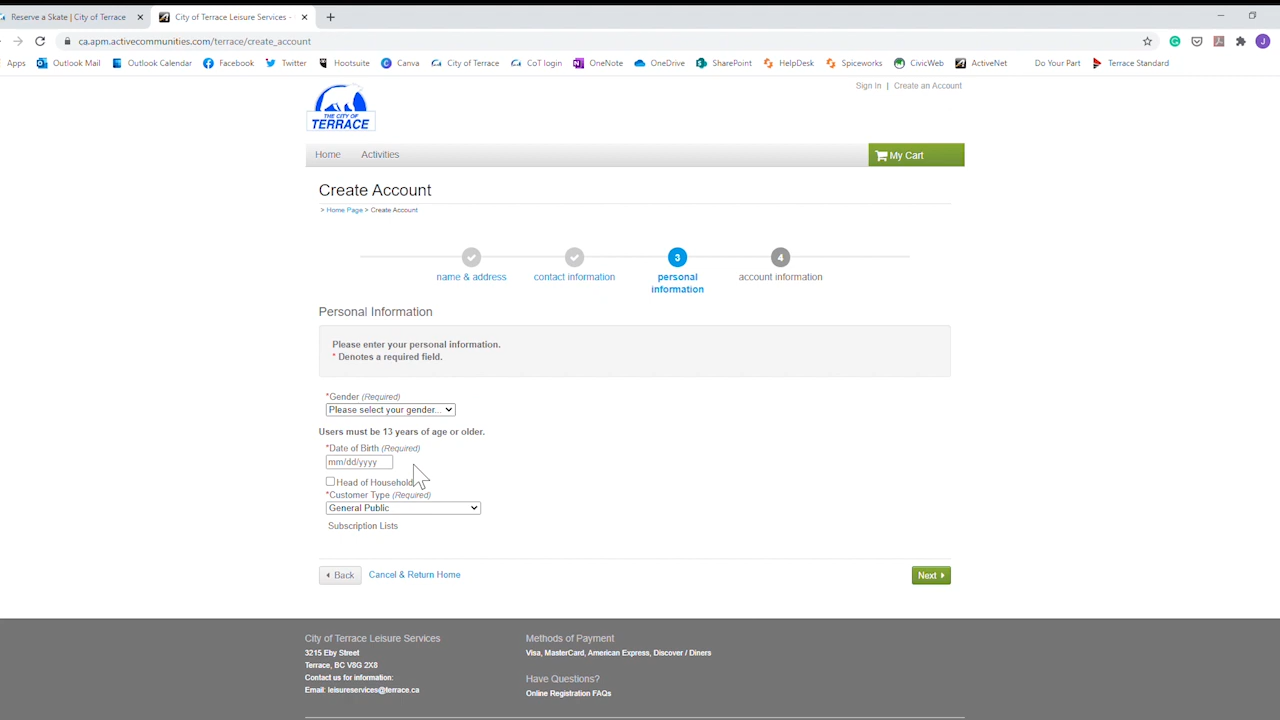 Reserve a Skate | City of Terrace
City of Terrace Leisure Services -
ca.apm.activecommunities.com/terrace/create_account
J
Apps
Outlook Mail
Outlook Calendar
Facebook
Twitter
Hootsuite
Canva
City of Terrace
CoT login
OneNote
OneDrive
SharePoint
HelpDesk
Spiceworks
CivicWeb
ActiveNet
Do Your Part
Terrace Standard
Sign In | Create an Account
THE CITY OF
TERRACE
Home
Activities
My Cart
Create Account
> Home Page > Create Account
3
4
name & address
contact information
personal
information
account information
Personal Information
Please enter your personal information.
* Denotes a required field.
*Gender (Required)
Please select your gender...
Users must be 13 years of age or older.
*Date of Birth (Required)
mm/dd/yyyy
Head of Household
*Customer Type (Required)
General Public
Subscription Lists
Back
Cancel & Return Home
Next
City of Terrace Leisure Services
3215 Eby Street
Terrace, BC V8G 2X8
Contact us for information:
Email: leisureservices@terrace.ca
Methods of Payment
Visa, MasterCard, American Express, Discover / Diners
Have Questions?
Online Registration FAQs